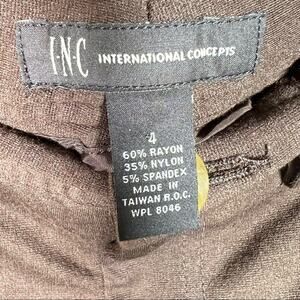 I·N·C INTERNATIONAL CONCEPTS
4
60% RAYON
35% NYLON
5% SPANDEX
MADE IN
TAIWAN R.O.C.
WPL 8046